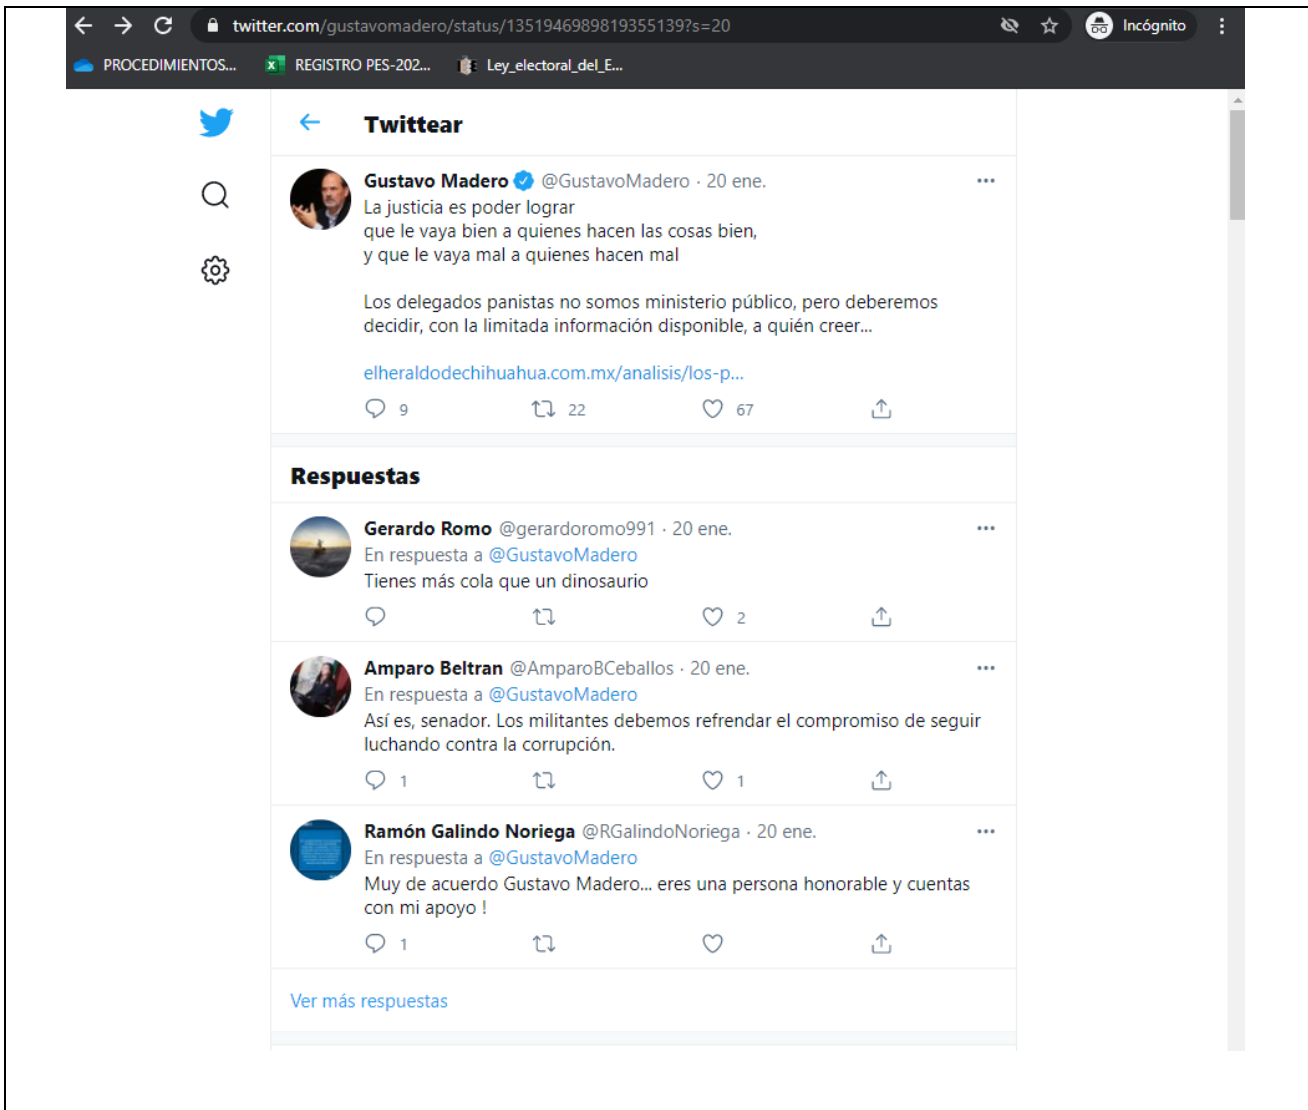 twitter.com/gustavomadero/status/1351946989819355139?s=20
Incógnito
PROCEDIMIENTOS...
REGISTRO PES-202...
Ley_electoral_del_E...
Twittear
Gustavo Madero @GustavoMadero · 20 ene.
La justicia es poder lograr
que le vaya bien a quienes hacen las cosas bien,
y que le vaya mal a quienes hacen mal
Los delegados panistas no somos ministerio público, pero deberemos
decidir, con la limitada información disponible, a quién creer...
elheraldodechihuahua.com.mx/analisis/los-p...
9 22 67
Respuestas
Gerardo Romo @gerardoromo991 · 20 ene.
En respuesta a @GustavoMadero
Tienes más cola que un dinosaurio
2
Amparo Beltran @AmparoBCeballos · 20 ene.
En respuesta a @GustavoMadero
Así es, senador. Los militantes debemos refrendar el compromiso de seguir
luchando contra la corrupción.
1 1
Ramón Galindo Noriega @RGalindoNoriega · 20 ene.
En respuesta a @GustavoMadero
Muy de acuerdo Gustavo Madero... eres una persona honorable y cuentas
con mi apoyo !
1
Ver más respuestas